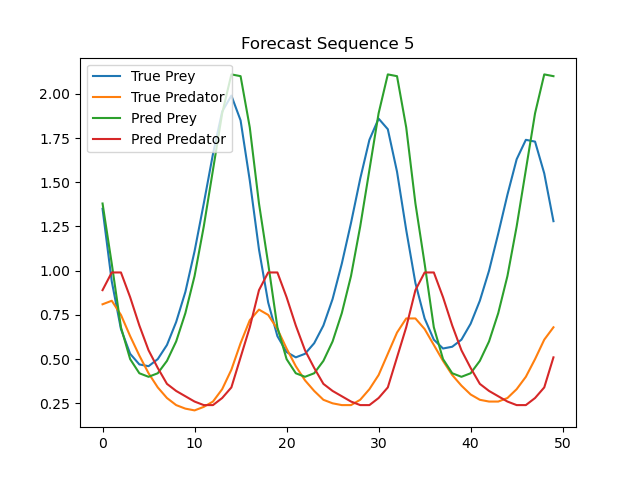 Forecast Sequence 5
True Prey
True Predator
Pred Prey
Pred Predator
2.00
1.75
1.50
1.25
1.00
0.75
0.50
0.25
0 10 20 30 40 50